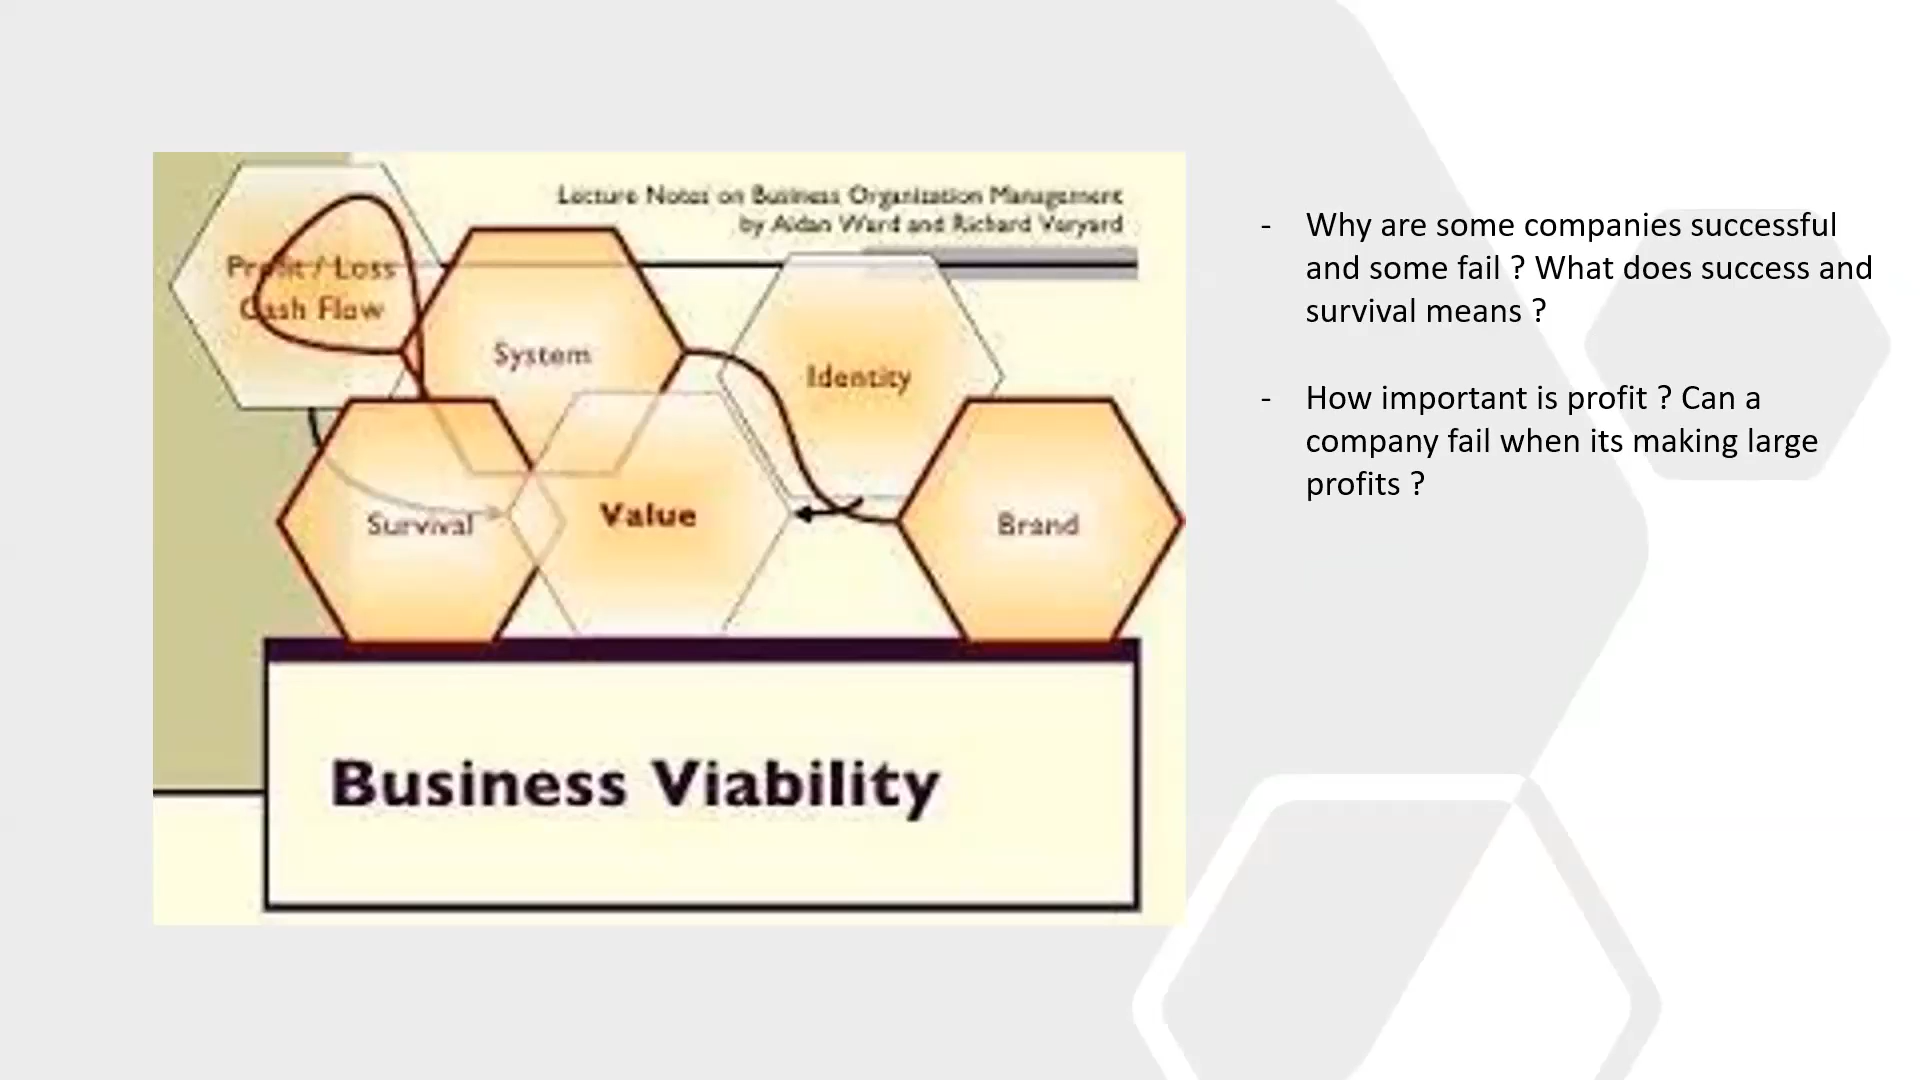 Lecture Notes on Business Organization Management
by Aidan Ward and Richard Veryard
Profit / Loss
Cash Flow
System
Identity
Survival
Value
Brand
Business Viability
- Why are some companies successful
and some fail ? What does success and
survival means ?
- How important is profit ? Can a
company fail when its making large
profits ?